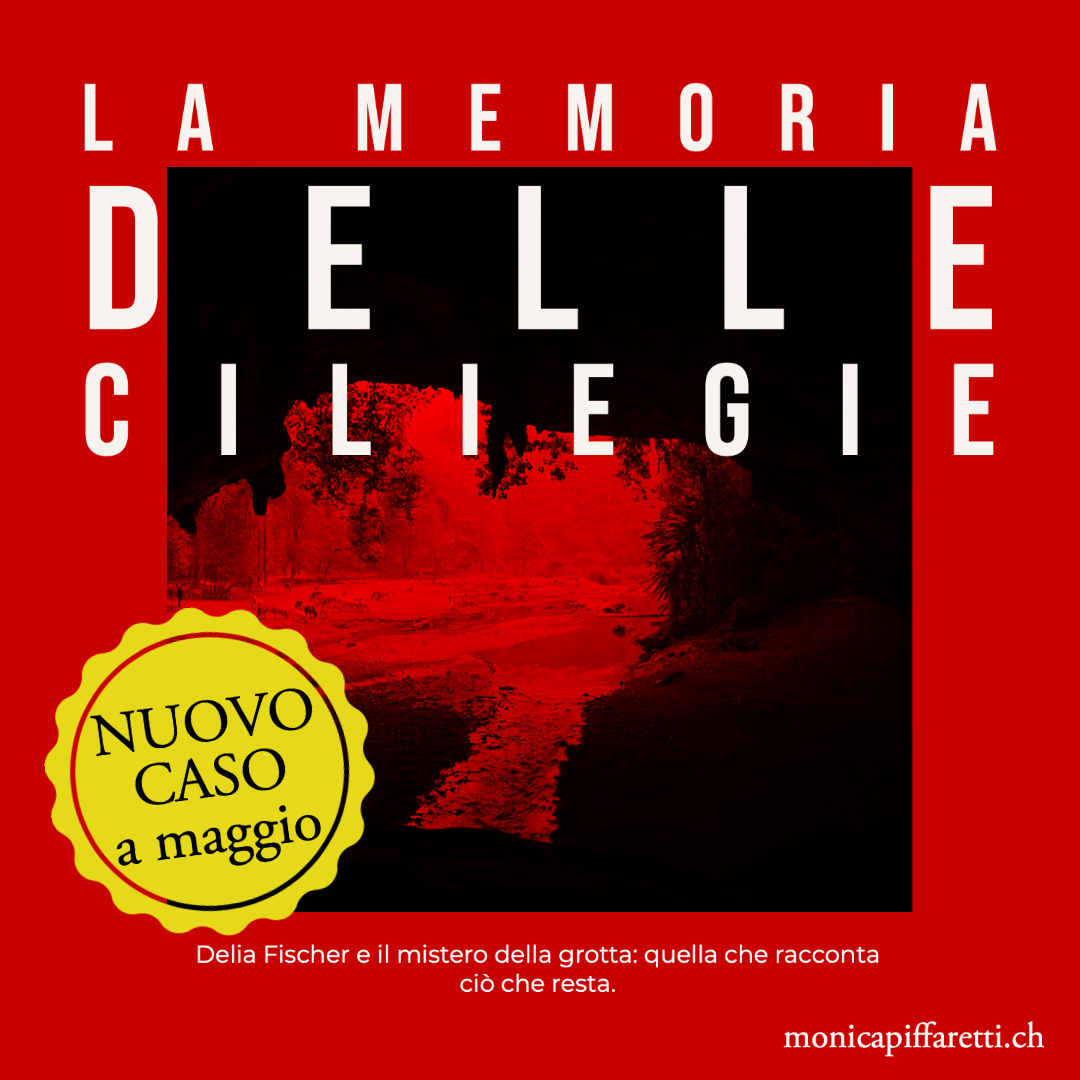 LA MEMORIA
DELLE
CILIEGIE
NUOVO
CASO
a maggio
Delia Fischer e il mistero della grotta: quella che racconta
ciò che resta.
monicapiffaretti.ch